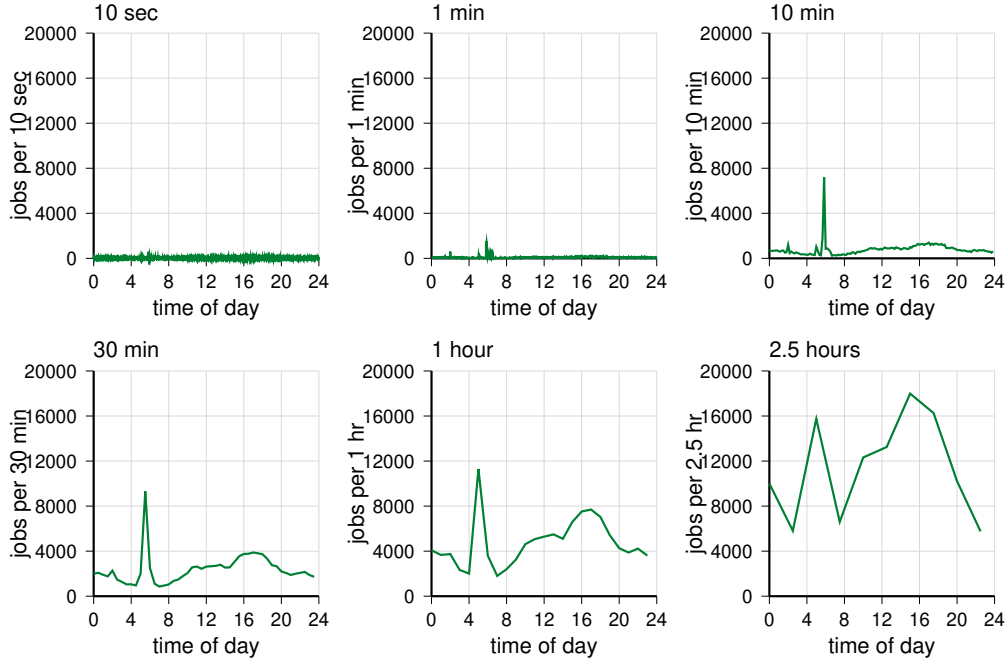 10 sec
jobs per 10 sec
20000
16000
12000
8000
4000
0
0 4 8 12 16 20 24
time of day
1 min
jobs per 1 min
20000
16000
12000
8000
4000
0
0 4 8 12 16 20 24
time of day
10 min
jobs per 10 min
20000
16000
12000
8000
4000
0
0 4 8 12 16 20 24
time of day
30 min
jobs per 30 min
20000
16000
12000
8000
4000
0
0 4 8 12 16 20 24
time of day
1 hour
jobs per 1 hr
20000
16000
12000
8000
4000
0
0 4 8 12 16 20 24
time of day
2.5 hours
jobs per 2.5 hr
20000
16000
12000
8000
4000
0
0 4 8 12 16 20 24
time of day